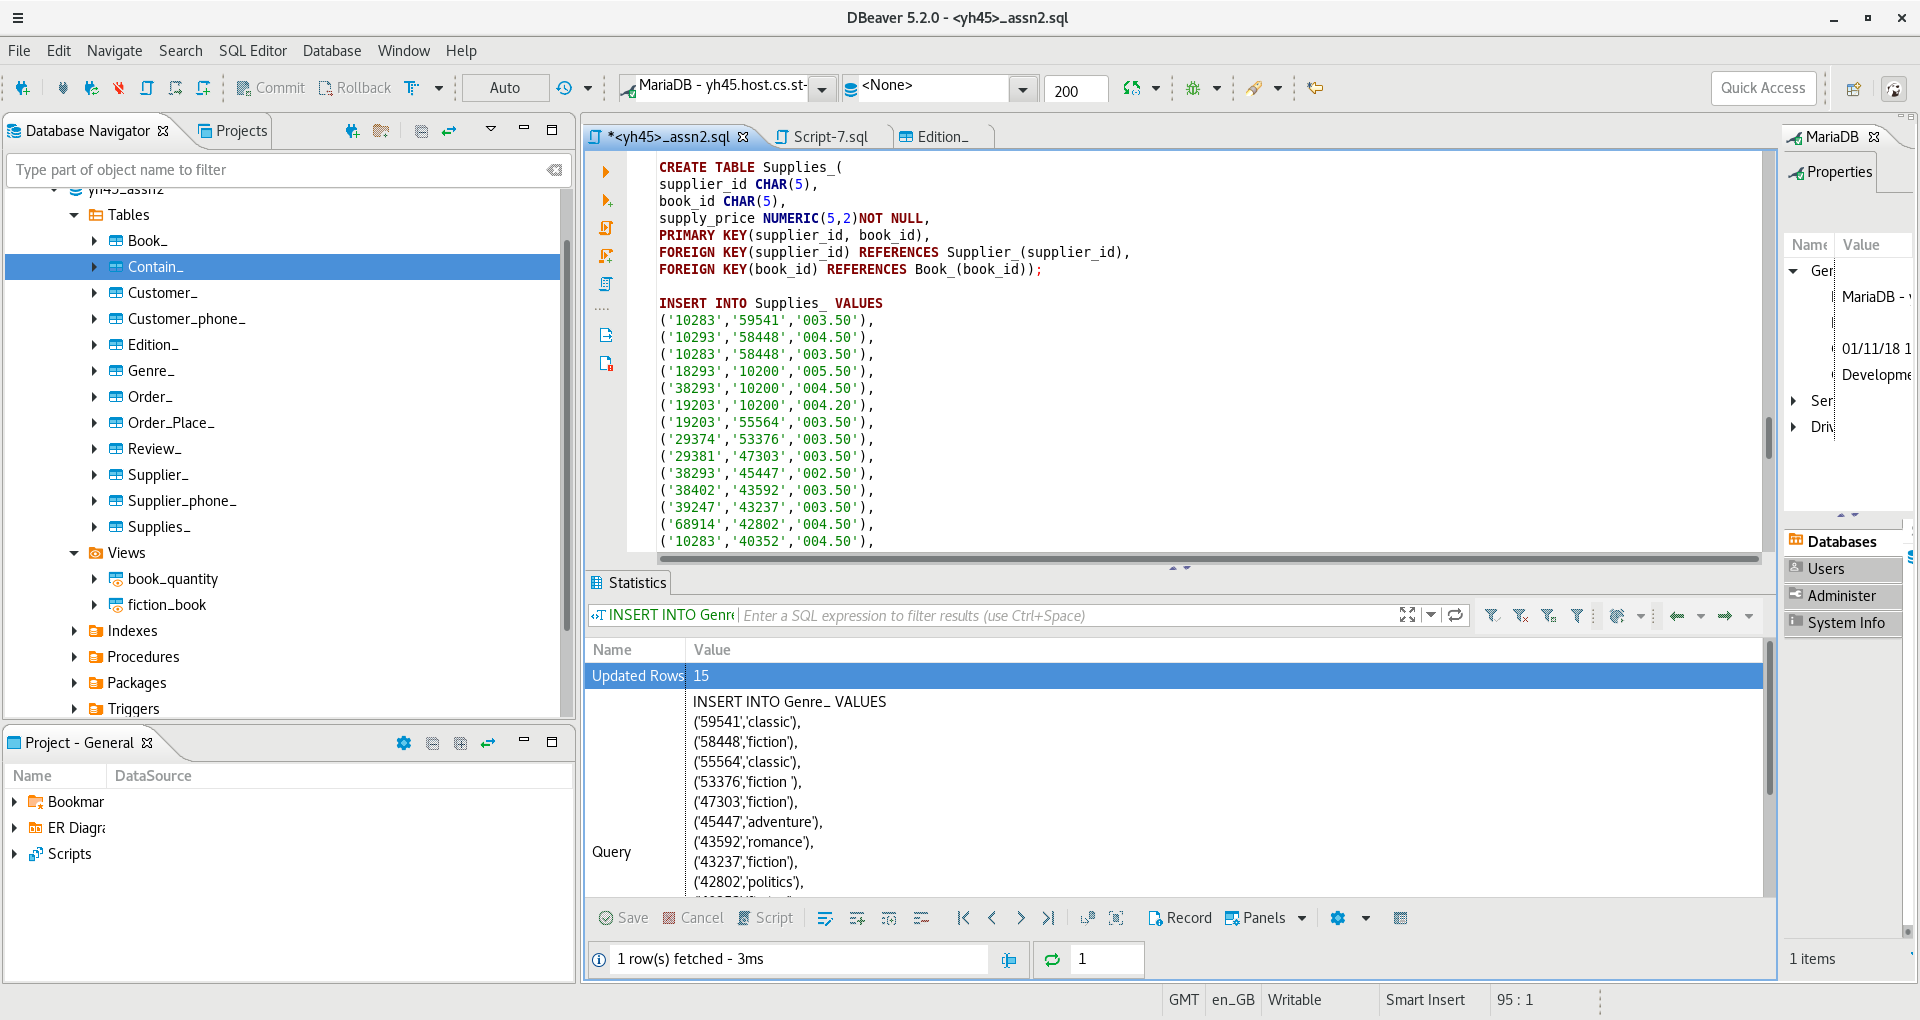 DBeaver 5.2.0 - <yh45>_assn2.sql
File Edit Navigate Search SQL Editor Database Window Help
Commit Rollback Auto MariaDB - yh45.host.cs.st- <None> 200 Quick Access
Database Navigator Projects
Type part of object name to filter
yh45_assn2
Tables
Book_
Contain_
Customer_
Customer_phone_
Edition_
Genre_
Order_
Order_Place_
Review_
Supplier_
Supplier_phone_
Supplies_
Views
book_quantity
fiction_book
Indexes
Procedures
Packages
Triggers
Project - General
Name DataSource
Bookmar
ER Diagra
Scripts
*<yh45>_assn2.sql Script-7.sql Edition_
CREATE TABLE Supplies_(
supplier_id CHAR(5),
book_id CHAR(5),
supply_price NUMERIC(5,2)NOT NULL,
PRIMARY KEY(supplier_id, book_id),
FOREIGN KEY(supplier_id) REFERENCES Supplier_(supplier_id),
FOREIGN KEY(book_id) REFERENCES Book_(book_id));
INSERT INTO Supplies_ VALUES
('10283','59541','003.50'),
('10293','58448','004.50'),
('10283','58448','003.50'),
('18293','10200','005.50'),
('38293','10200','004.50'),
('19203','10200','004.20'),
('19203','55564','003.50'),
('29374','53376','003.50'),
('29381','47303','003.50'),
('38293','45447','002.50'),
('38402','43592','003.50'),
('39247','43237','003.50'),
('68914','42802','004.50'),
('10283','40352','004.50'),
Statistics
INSERT INTO Genre Enter a SQL expression to filter results (use Ctrl+Space)
Name Value
Updated Rows 15
Query
INSERT INTO Genre_ VALUES
('59541','classic'),
('58448','fiction'),
('55564','classic'),
('53376','fiction '),
('47303','fiction'),
('45447','adventure'),
('43592','romance'),
('43237','fiction'),
('42802','politics'),
Save Cancel Script Record Panels
1 row(s) fetched - 3ms 1
MariaDB
Properties
Name Value
Ger
MariaDB -
01/11/18 1
Developme
Ser
Driv
Databases
Users
Administer
System Info
1 items
GMT en_GB Writable Smart Insert 95 : 1